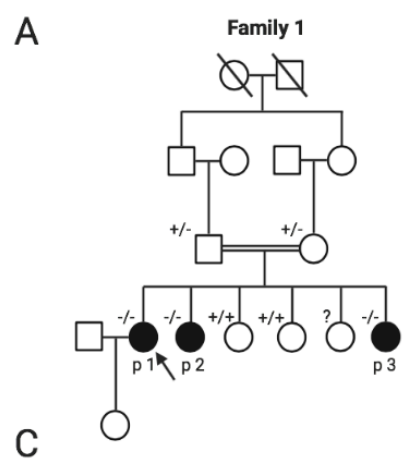 A
Family 1
+/- +/-
-/- -/- +/+ +/+ ? -/-
p 1 p 2 p 3
C